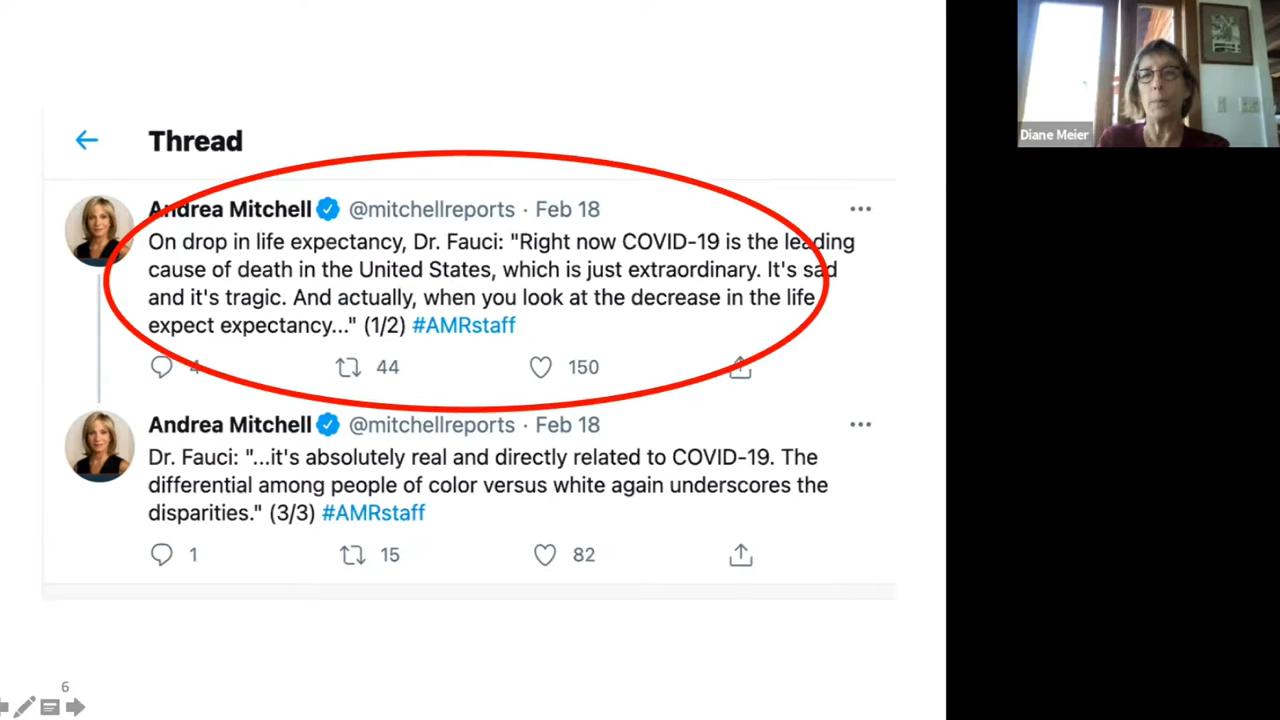 Thread
Andrea Mitchell @mitchellreports · Feb 18
On drop in life expectancy, Dr. Fauci: "Right now COVID-19 is the leading
cause of death in the United States, which is just extraordinary. It's sad
and it's tragic. And actually, when you look at the decrease in the life
expect expectancy..." (1/2) #AMRstaff
4 44 150
Andrea Mitchell @mitchellreports · Feb 18
Dr. Fauci: "...it's absolutely real and directly related to COVID-19. The
differential among people of color versus white again underscores the
disparities." (3/3) #AMRstaff
1 15 82
6
Diane Meier